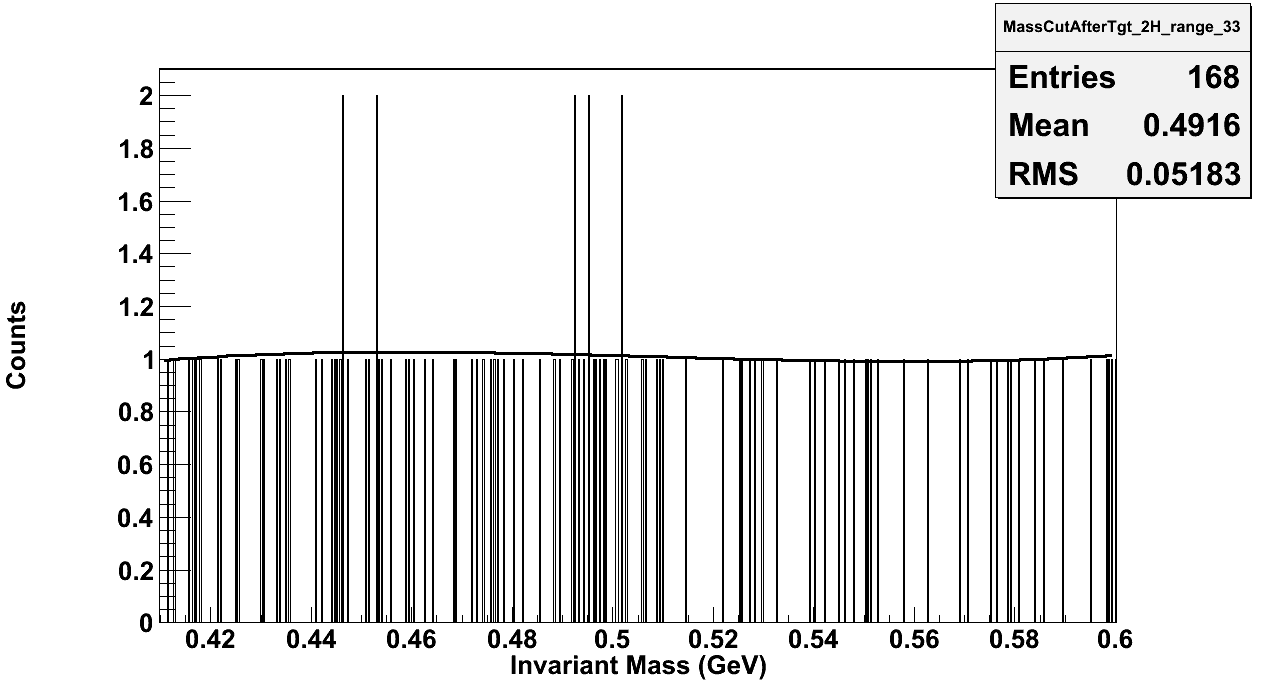 MassCutAfterTgt_2H_range_33
Entries 168
Mean 0.4916
RMS 0.05183
Counts
2
1.8
1.6
1.4
1.2
1
0.8
0.6
0.4
0.2
0
0.42 0.44 0.46 0.48 0.5 0.52 0.54 0.56 0.58 0.6
Invariant Mass (GeV)